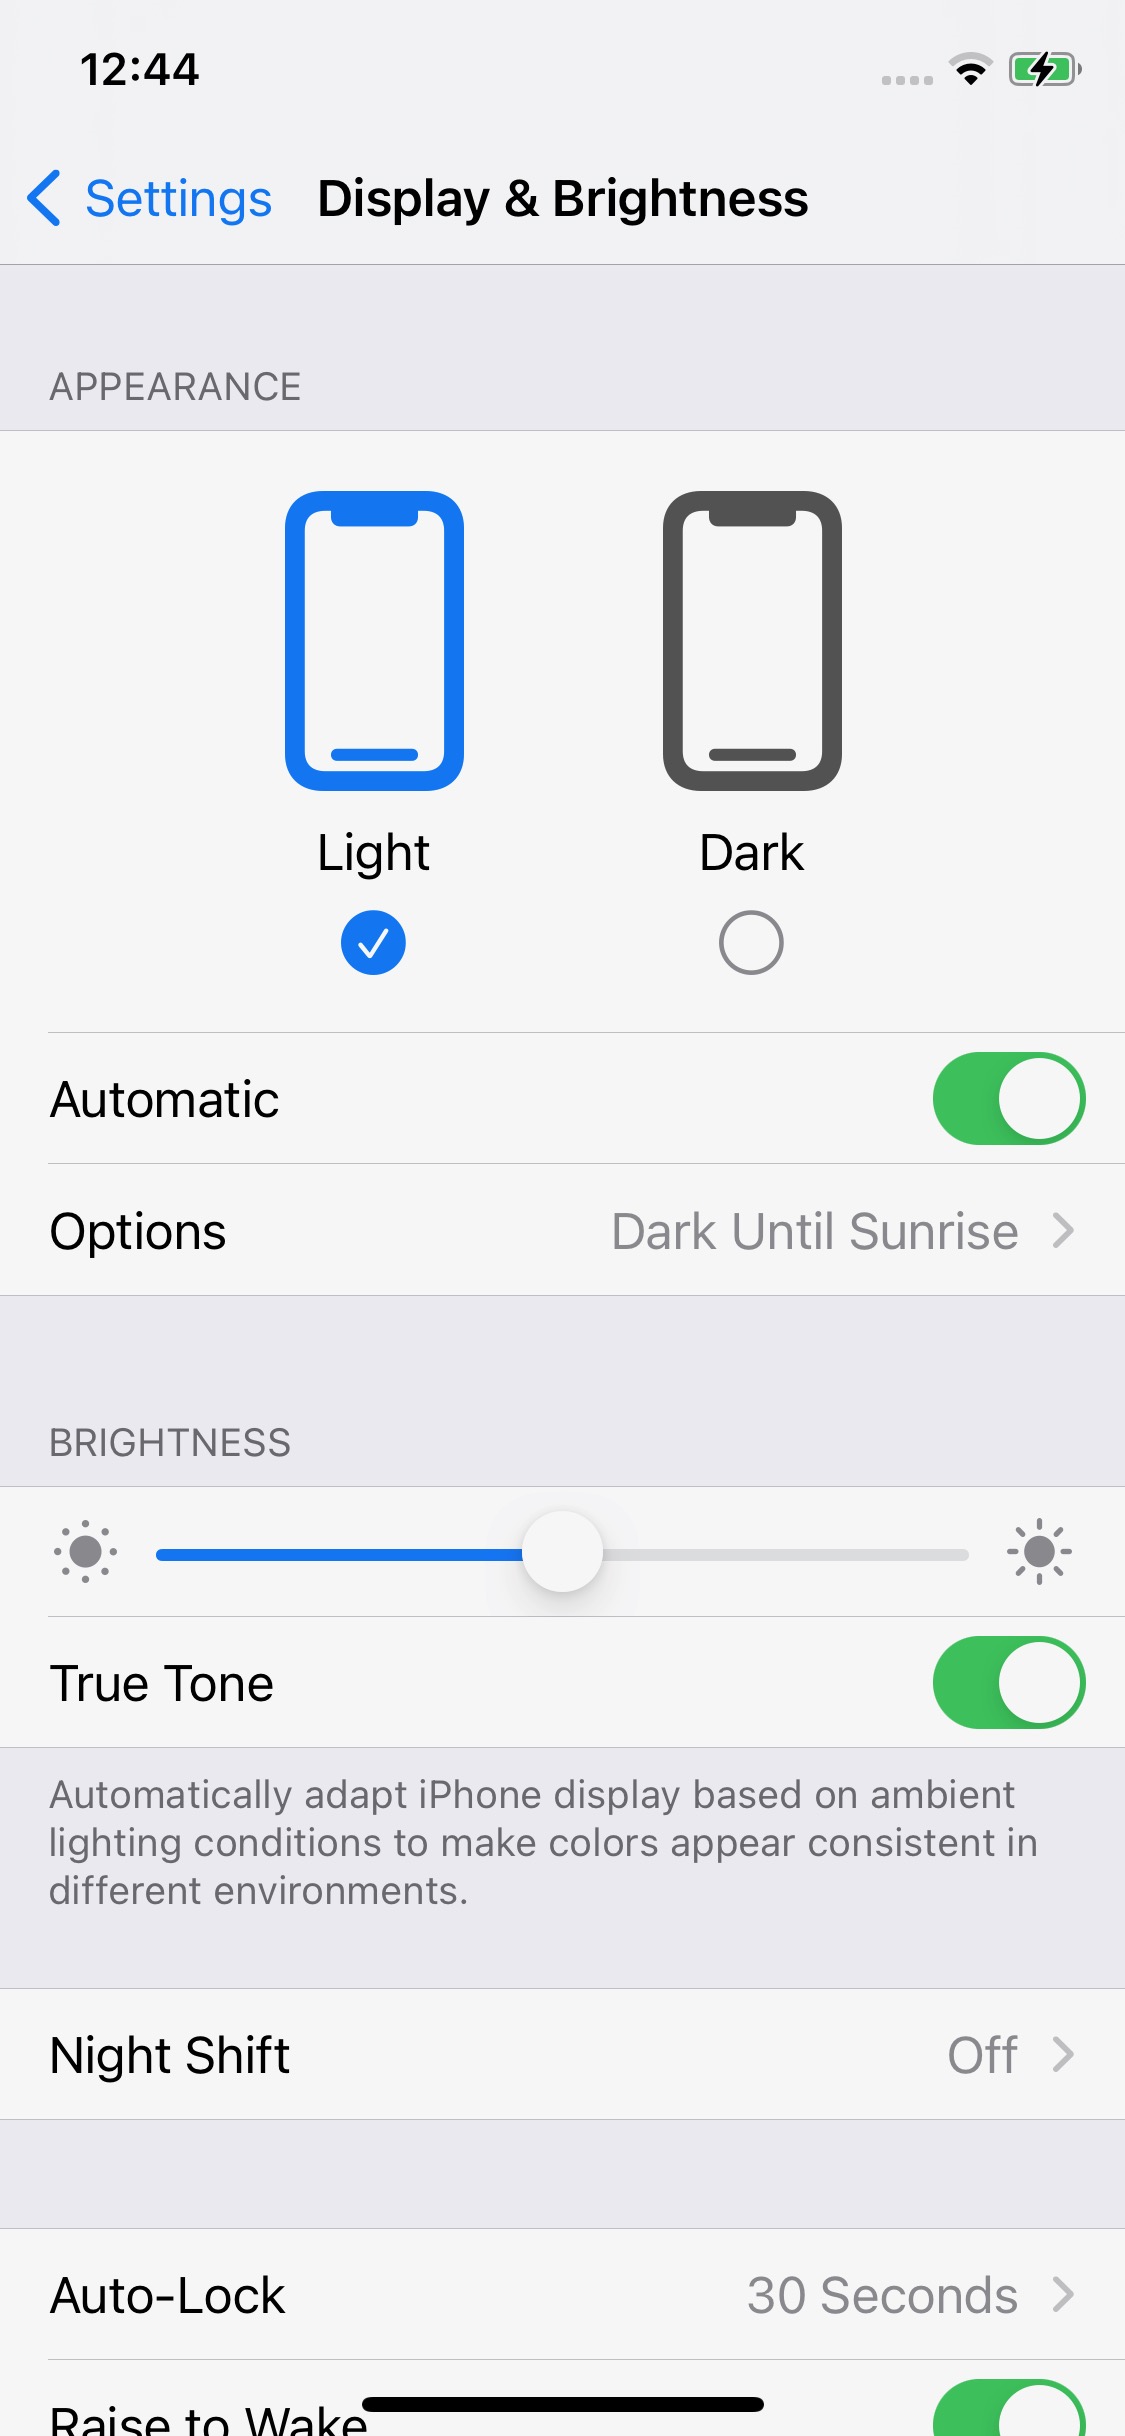 12:44
Settings
Display & Brightness
APPEARANCE
Light
Dark
Automatic
Options
Dark Until Sunrise
BRIGHTNESS
True Tone
Automatically adapt iPhone display based on ambient
lighting conditions to make colors appear consistent in
different environments.
Night Shift
Off
Auto-Lock
30 Seconds
Raise to Wake